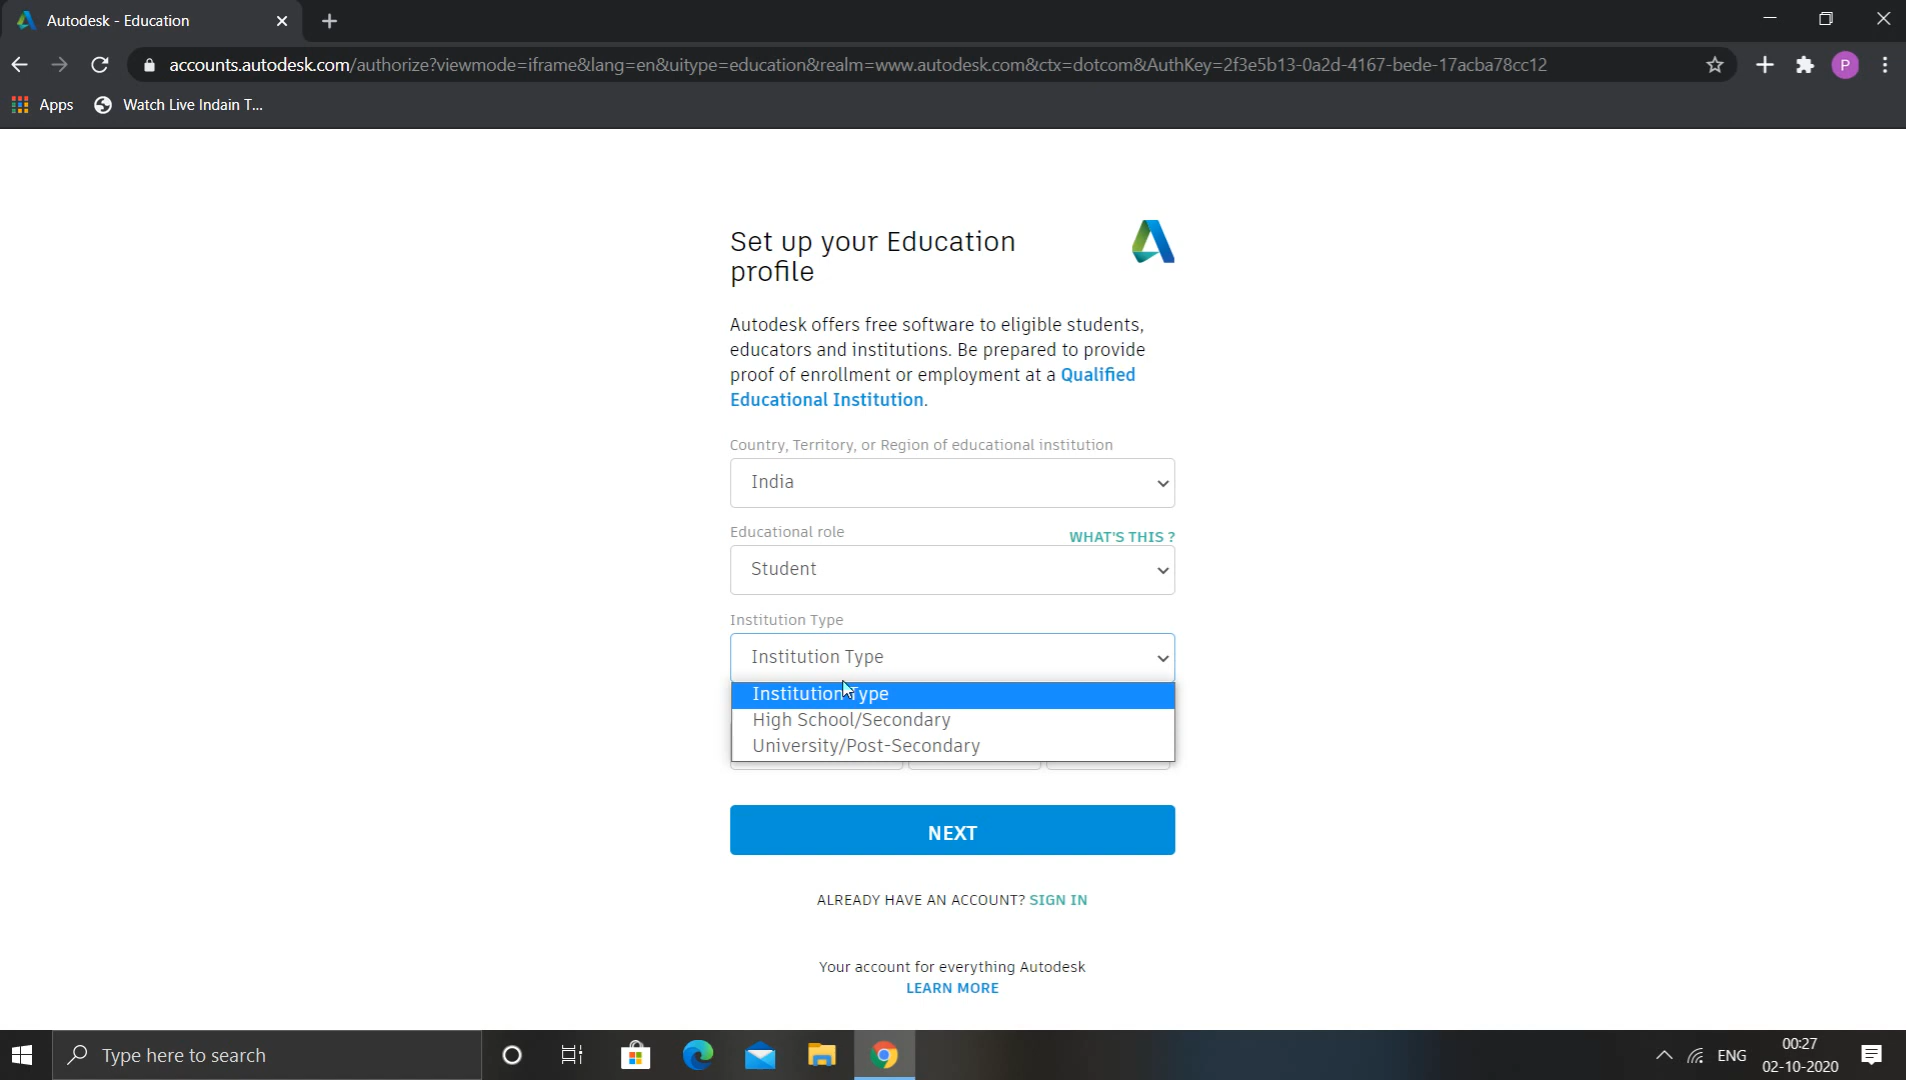 Autodesk - Education
accounts.autodesk.com/authorize?viewmode=iframe&lang=en&uitype=education&realm=www.autodesk.com&ctx=dotcom&AuthKey=2f3e5b13-0a2d-4167-bede-17acba78cc12
P
Apps
Watch Live Indain T...
Set up your Education
profile
Autodesk offers free software to eligible students,
educators and institutions. Be prepared to provide
proof of enrollment or employment at a Qualified
Educational Institution.
Country, Territory, or Region of educational institution
India
Educational role
WHAT'S THIS ?
Student
Institution Type
Institution Type
Institution Type
High School/Secondary
University/Post-Secondary
NEXT
ALREADY HAVE AN ACCOUNT? SIGN IN
Your account for everything Autodesk
LEARN MORE
Type here to search
ENG
00:27
02-10-2020